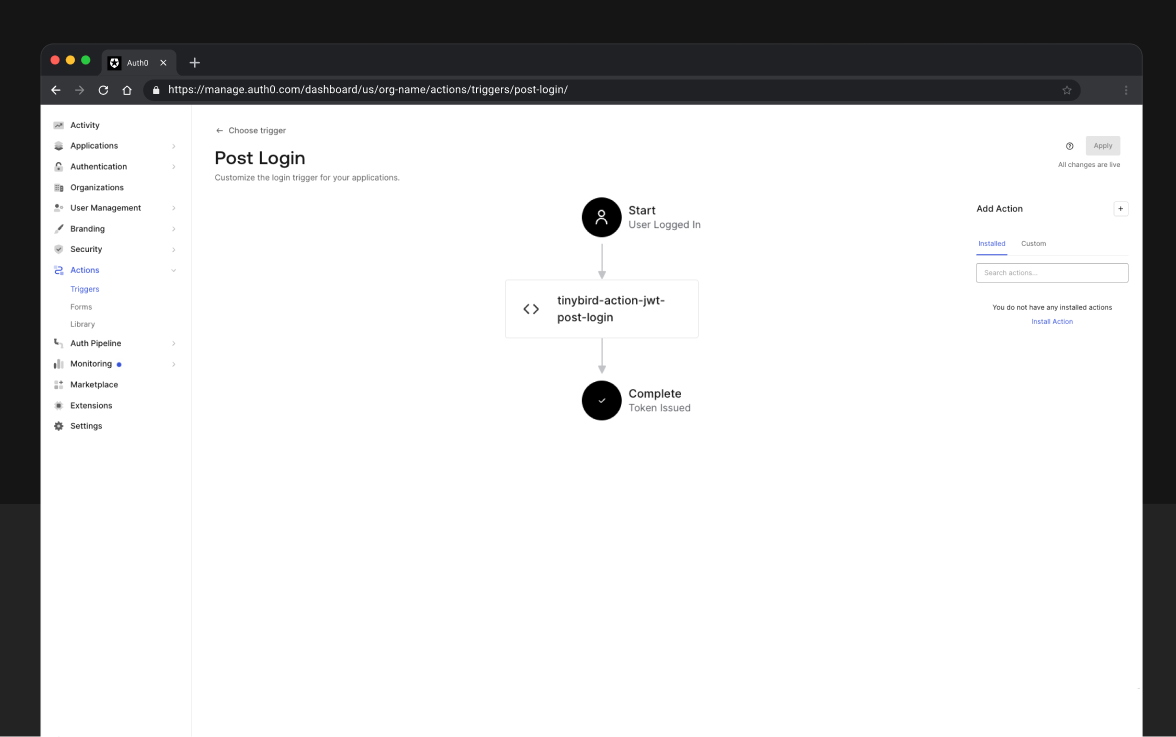 Auth0
https://manage.auth0.com/dashboard/us/org-name/actions/triggers/post-login/
Activity
Applications
Authentication
Organizations
User Management
Branding
Security
Actions
Triggers
Forms
Library
Auth Pipeline
Monitoring
Marketplace
Extensions
Settings
← Choose trigger
Post Login
Customize the login trigger for your applications.
Apply
All changes are live
Start
User Logged In
tinybird-action-jwt-
post-login
Complete
Token Issued
Add Action
Installed Custom
Search actions...
You do not have any installed actions
Install Action